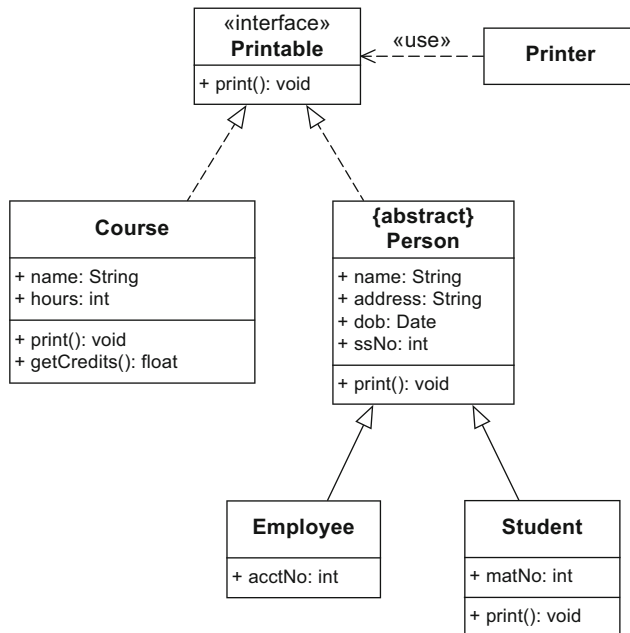 «interface»
Printable
+ print(): void
«use»
Printer
Course
+ name: String
+ hours: int
+ print(): void
+ getCredits(): float
{abstract}
Person
+ name: String
+ address: String
+ dob: Date
+ ssNo: int
+ print(): void
Employee
+ acctNo: int
Student
+ matNo: int
+ print(): void